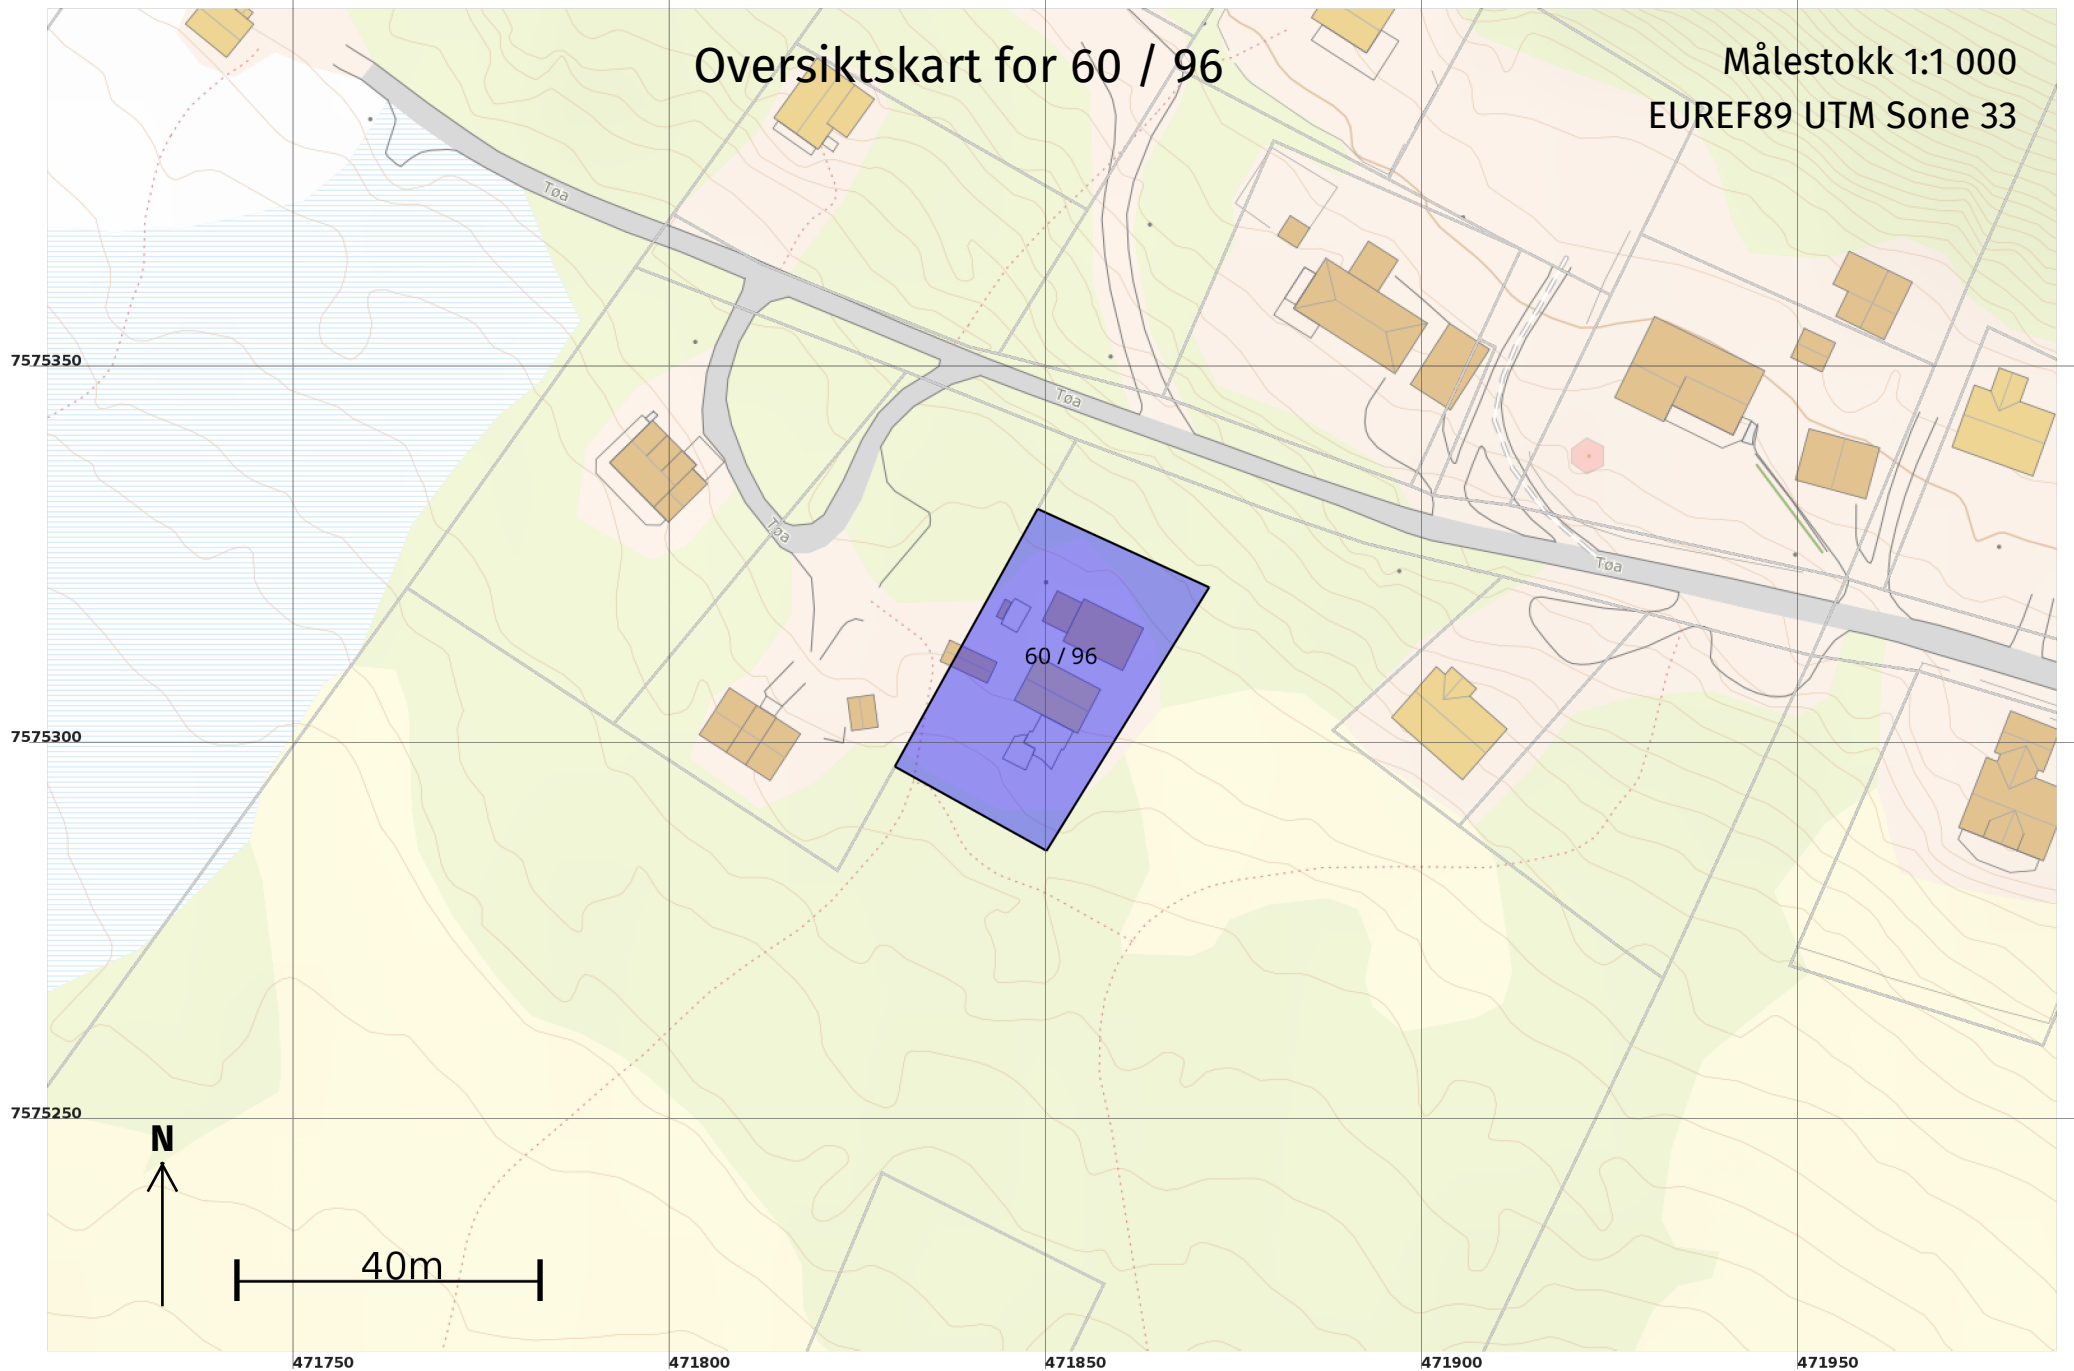 Oversiktskart for 60 / 96
Målestokk 1:1 000
EUREF89 UTM Sone 33
Tøa
7575350
Tøa
Tøa
Tøa
60 / 96
7575300
7575250
N
40m
471750
471800
471850
471900
471950